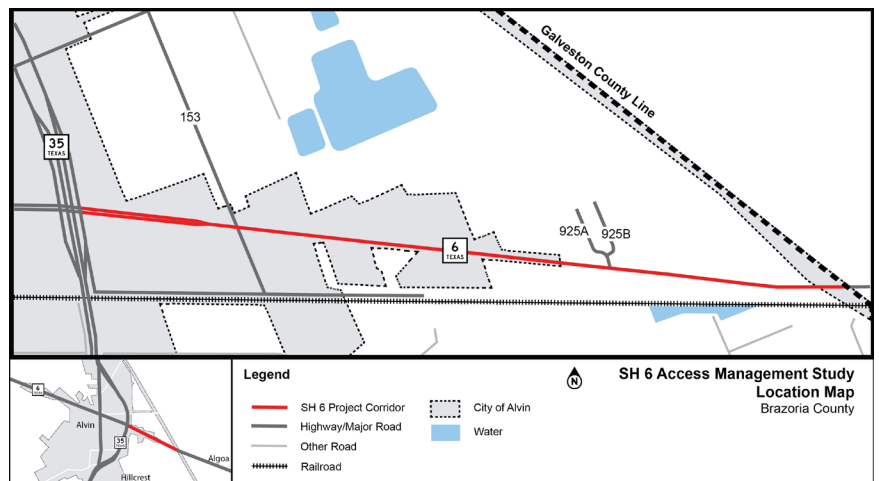 Galveston County Line
153
35
TEXAS
6
TEXAS
925A
925B
Legend
SH 6 Project Corridor
Highway/Major Road
Other Road
Railroad
City of Alvin
Water
N
SH 6 Access Management Study
Location Map
Brazoria County
6
Alvin
35
Algoa
Hillcrest